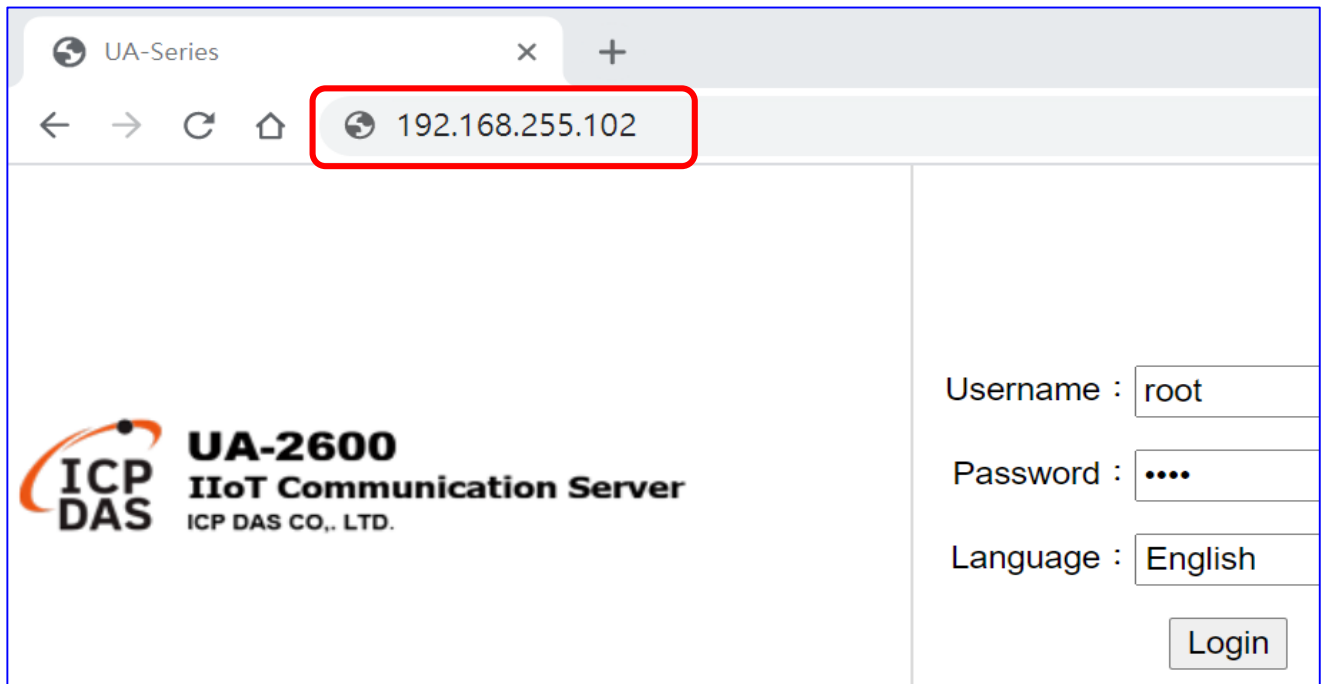 UA-Series
192.168.255.102
ICP
DAS
UA-2600
IIoT Communication Server
ICP DAS CO,. LTD.
Username：root
Password：••••
Language：English
Login